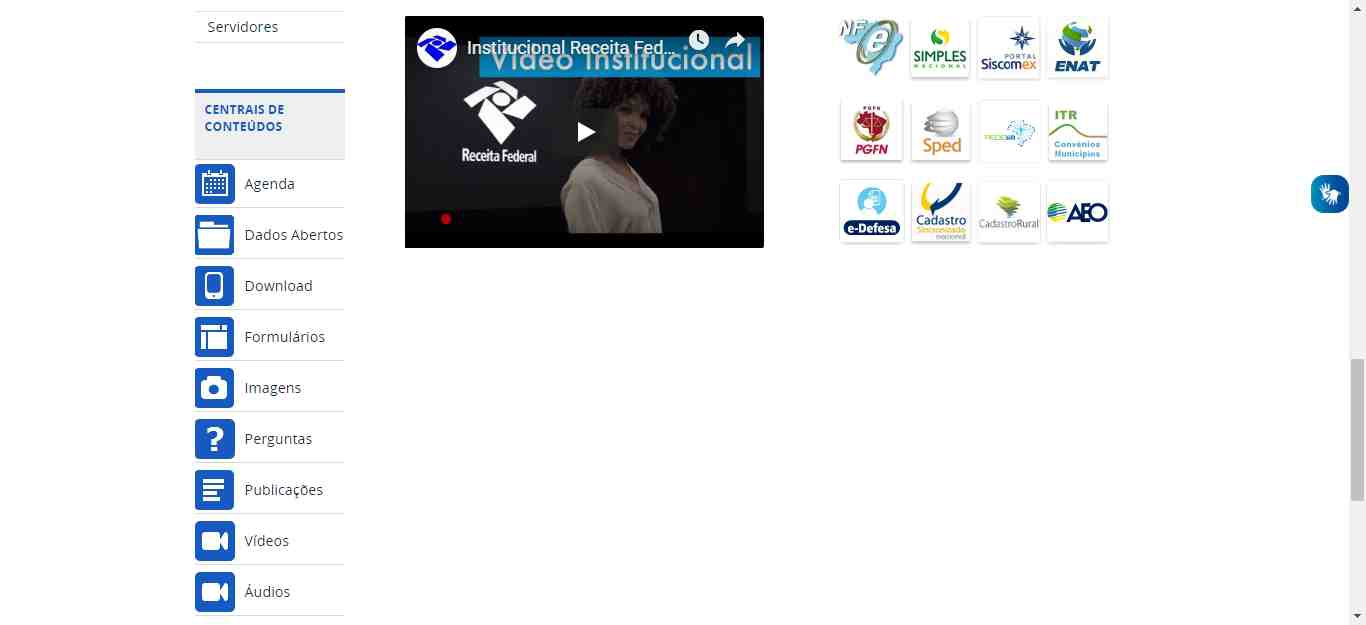 Servidores
CENTRAIS DE
CONTEÚDOS
Agenda
Dados Abertos
Download
Formulários
Imagens
Perguntas
Publicações
Vídeos
Áudios
Institucional Receita Fed...
Vídeo Institucional
Receita Federal
NF e
SIMPLES
NACIONAL
PORTAL
Siscomex
ENAT
PGFN
PGFN
Sped
ITR
Convênios
Municípios
e-Defesa
Cadastro
Sincronizado
nacional
CadastroRural
AEO